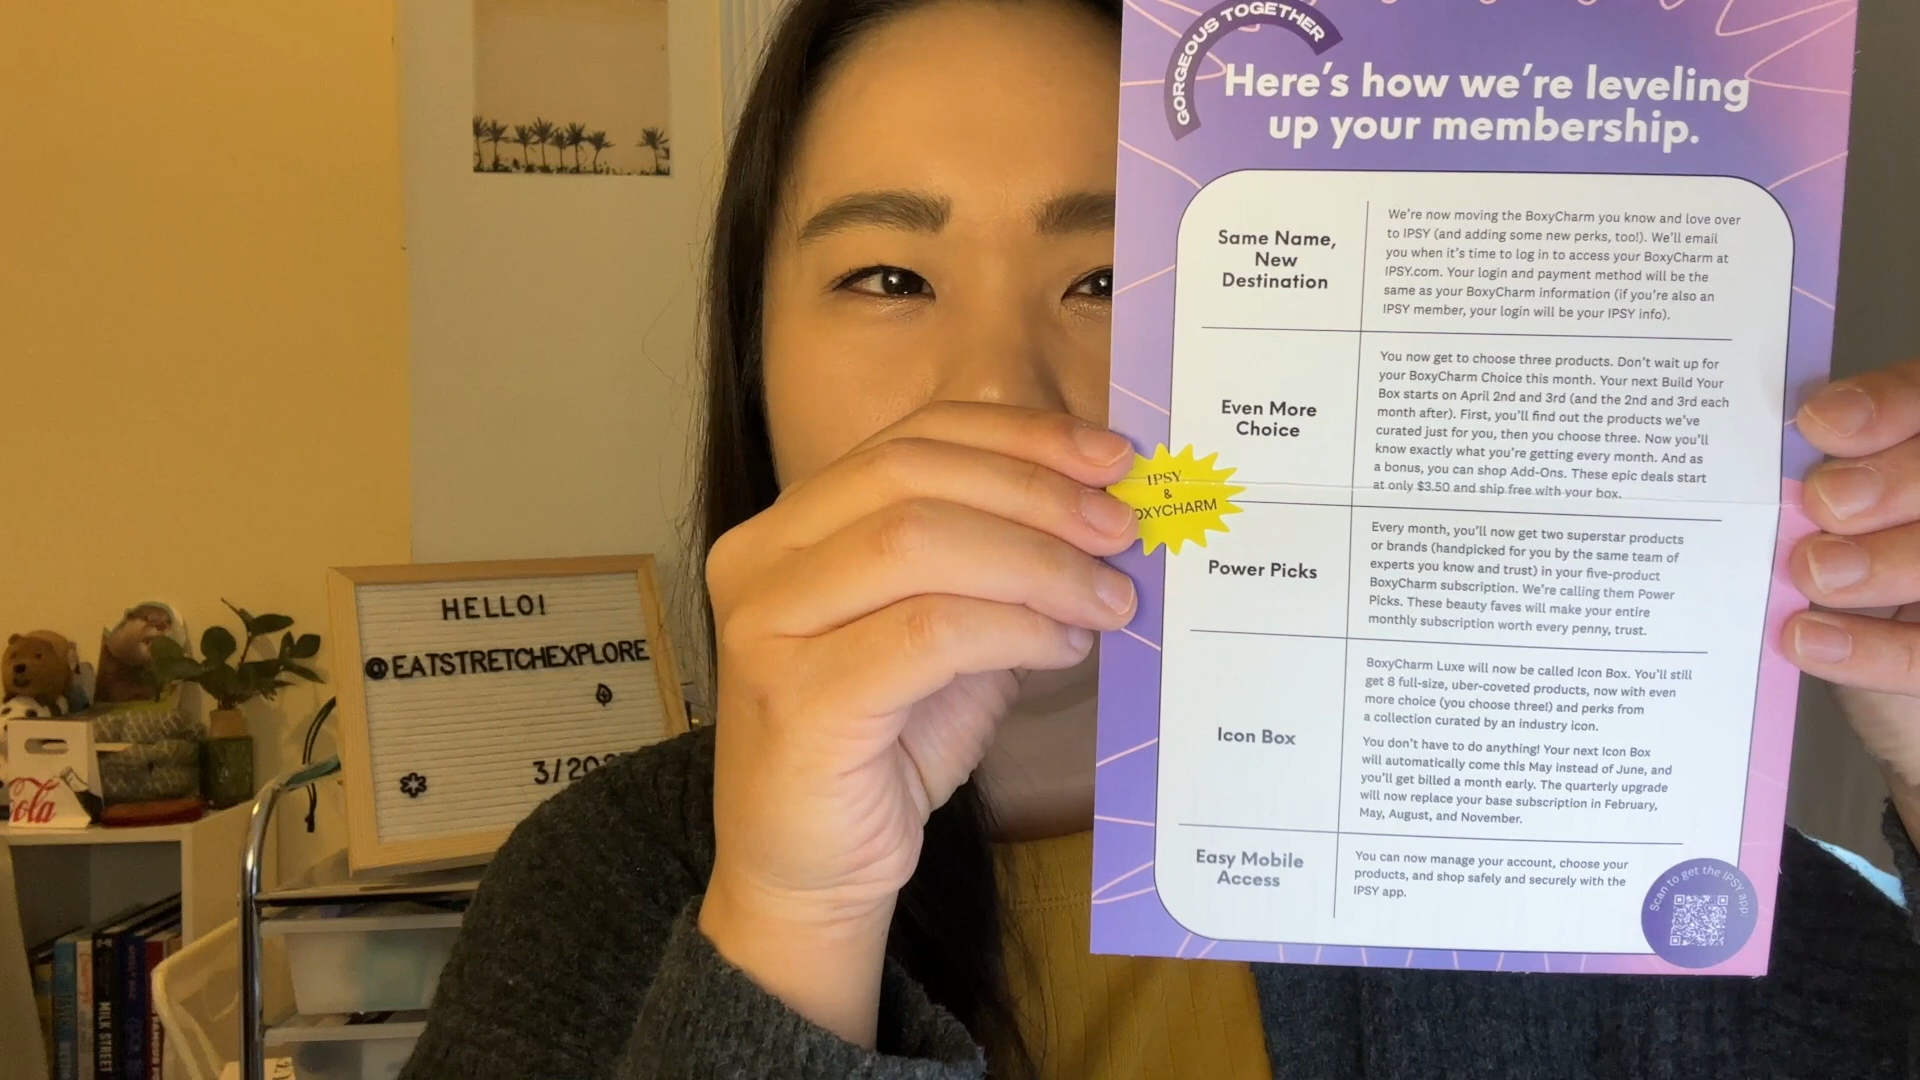 GORGEOUS TOGETHER
Here's how we're leveling
up your membership.
Same Name,
New
Destination
We're now moving the BoxyCharm you know and love over
to IPSY (and adding some new perks, too!). We'll email
you when it's time to log in to access your BoxyCharm at
IPSY.com. Your login and payment method will be the
same as your BoxyCharm information (if you're also an
IPSY member, your login will be your IPSY info).
Even More
Choice
You now get to choose three products. Don't wait up for
your BoxyCharm Choice this month. Your next Build Your
Box starts on April 2nd and 3rd (and the 2nd and 3rd each
month after). First, you'll find out the products we've
curated just for you, then you choose three. Now you'll
know exactly what you're getting every month. And as
a bonus, you can shop Add-Ons. These epic deals start
at only $3.50 and ship free with your box.
IPSY
&
OXYCHARM
Power Picks
Every month, you'll now get two superstar products
or brands (handpicked for you by the same team of
experts you know and trust) in your five-product
BoxyCharm subscription. We're calling them Power
Picks. These beauty faves will make your entire
monthly subscription worth every penny, trust.
Icon Box
BoxyCharm Luxe will now be called Icon Box. You'll still
get 8 full-size, uber-coveted products, now with even
more choice (you choose three!) and perks from
a collection curated by an industry icon.
You don't have to do anything! Your next Icon Box
will automatically come this May instead of June, and
you'll get billed a month early. The quarterly upgrade
will now replace your base subscription in February,
May, August, and November.
Easy Mobile
Access
You can now manage your account, choose your
products, and shop safely and securely with the
IPSY app.
Scan to get the IPSY app.
HELLO!
@EATSTRETCHEXPLORE
3/202
Cola
MILK STREET